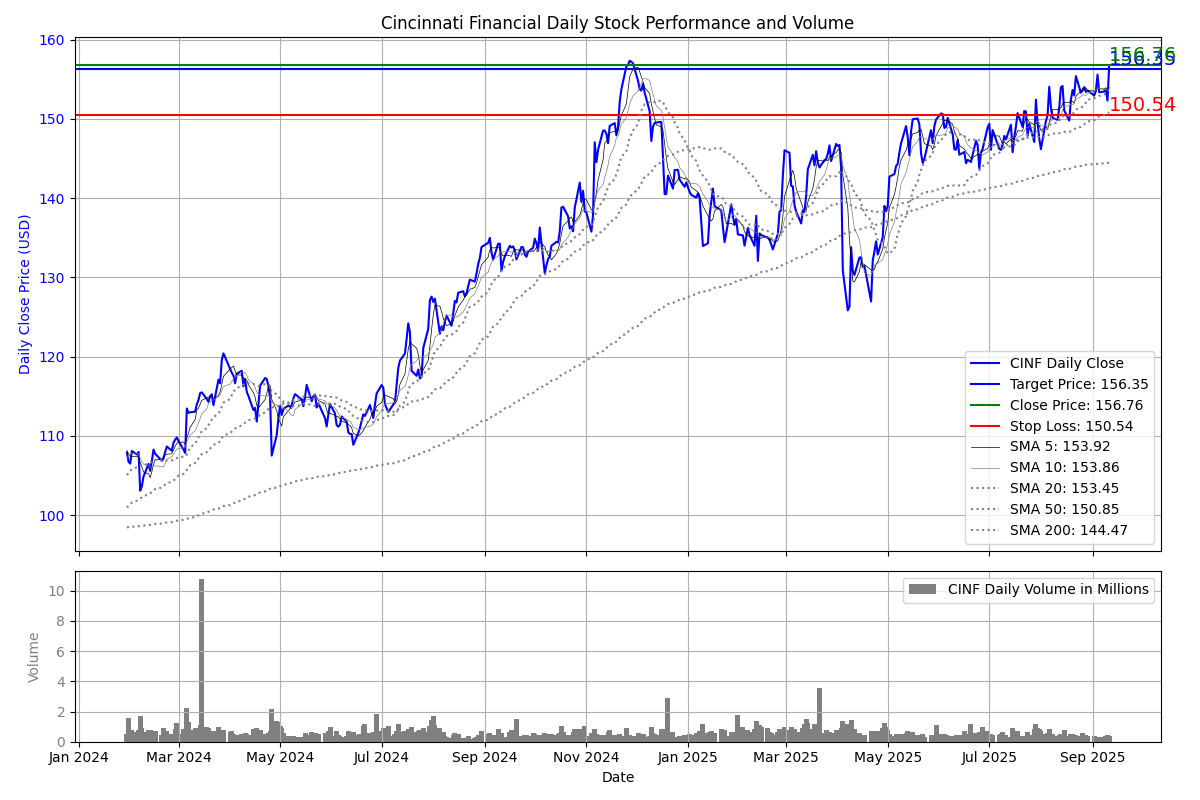 Cincinnati Financial Daily Stock Performance and Volume
Daily Close Price (USD)
160
150
140
130
120
110
100
156.76
156.35
150.54
CINF Daily Close
Target Price: 156.35
Close Price: 156.76
Stop Loss: 150.54
SMA 5: 153.92
SMA 10: 153.86
SMA 20: 153.45
SMA 50: 150.85
SMA 200: 144.47
Volume
10
8
6
4
2
0
CINF Daily Volume in Millions
Jan 2024
Mar 2024
May 2024
Jul 2024
Sep 2024
Nov 2024
Jan 2025
Mar 2025
May 2025
Jul 2025
Sep 2025
Date